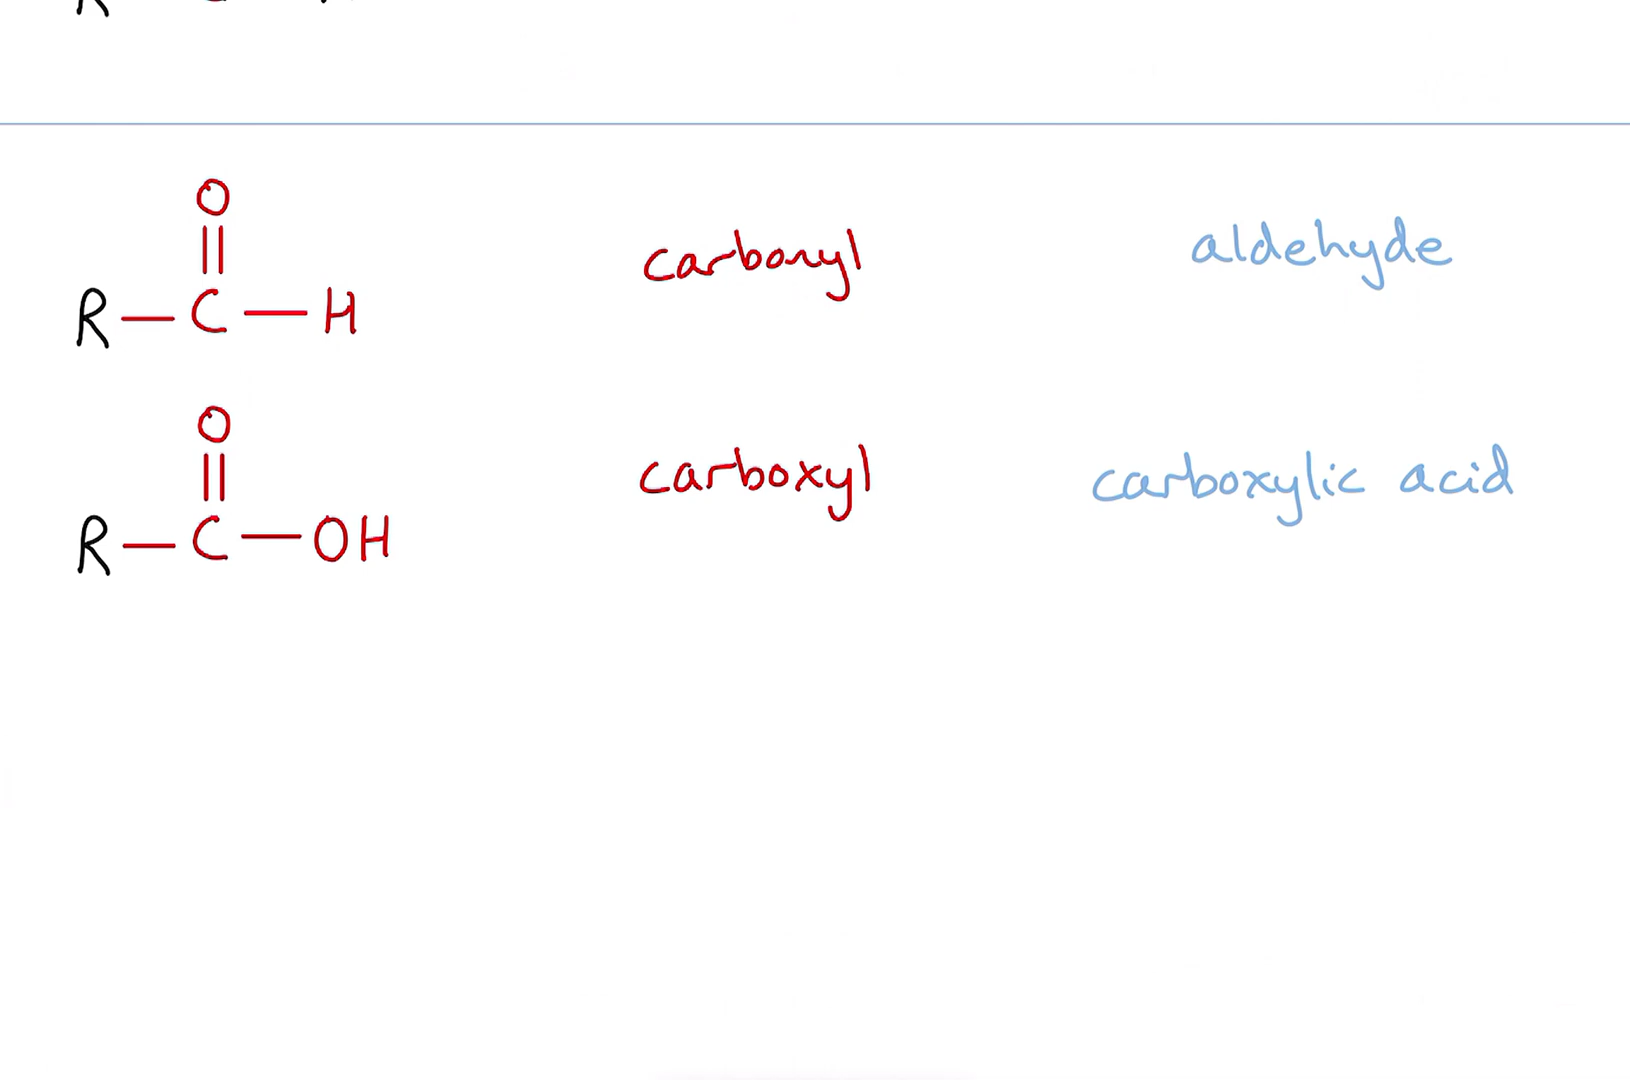 O
R — C — H
carbonyl
aldehyde
O
R — C — OH
carboxyl
carboxylic acid